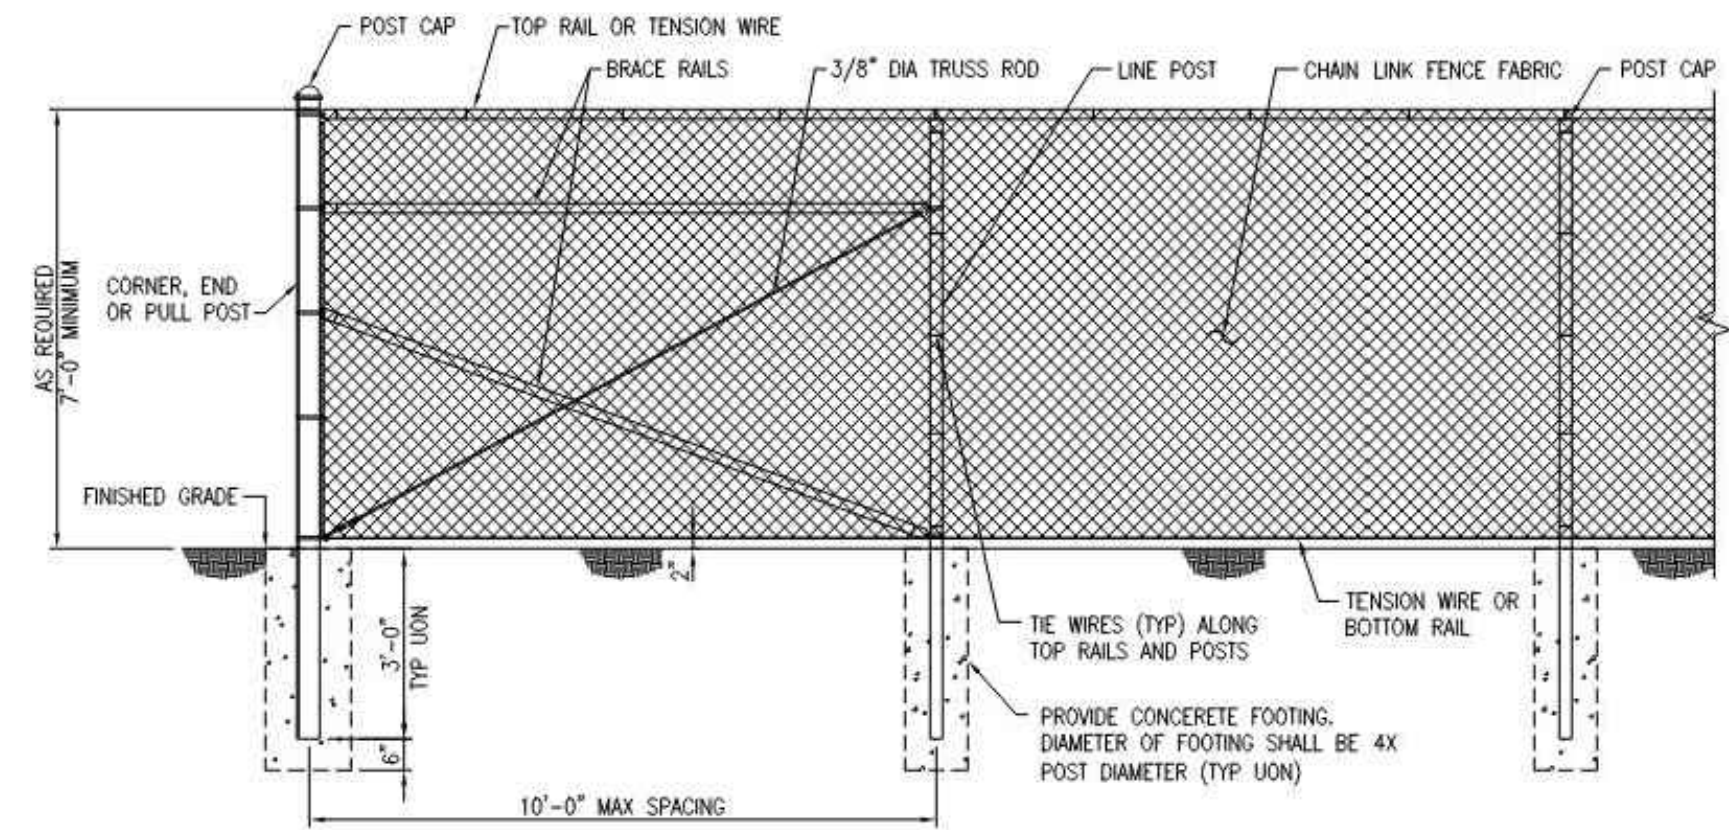 POST CAP
TOP RAIL OR TENSION WIRE
BRACE RAILS
3/8" DIA TRUSS ROD
LINE POST
CHAIN LINK FENCE FABRIC
POST CAP
AS REQUIRED
7'-0" MINIMUM
CORNER, END
OR PULL POST
FINISHED GRADE
2"
3'-0"
TYP UON
6"
10'-0" MAX SPACING
TIE WIRES (TYP) ALONG
TOP RAILS AND POSTS
TENSION WIRE OR
BOTTOM RAIL
PROVIDE CONCERETE FOOTING.
DIAMETER OF FOOTING SHALL BE 4X
POST DIAMETER (TYP UON)